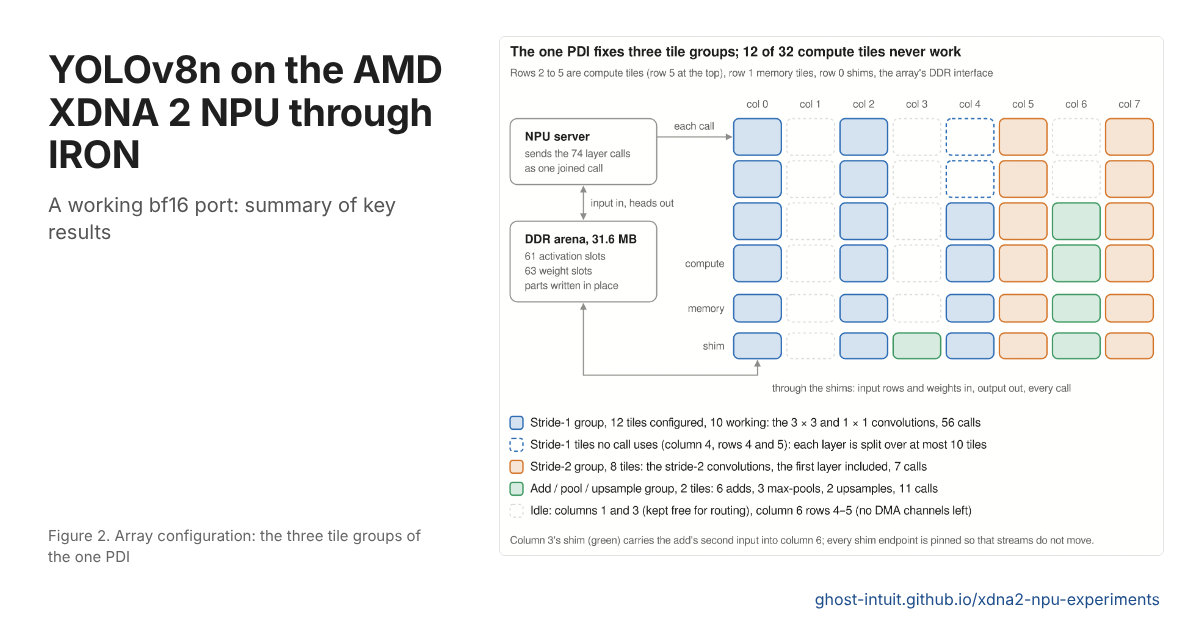 YOLOv8n on the AMD
XDNA 2 NPU through
IRON
A working bf16 port: summary of key
results
Figure 2. Array configuration: the three tile groups of
the one PDI
The one PDI fixes three tile groups; 12 of 32 compute tiles never work
Rows 2 to 5 are compute tiles (row 5 at the top), row 1 memory tiles, row 0 shims, the array's DDR interface
col 0 col 1 col 2 col 3 col 4 col 5 col 6 col 7
NPU server
sends the 74 layer calls
as one joined call
each call
input in, heads out
DDR arena, 31.6 MB
61 activation slots
63 weight slots
parts written in place
compute
memory
shim
through the shims: input rows and weights in, output out, every call
Stride-1 group, 12 tiles configured, 10 working: the 3 × 3 and 1 × 1 convolutions, 56 calls
Stride-1 tiles no call uses (column 4, rows 4 and 5): each layer is split over at most 10 tiles
Stride-2 group, 8 tiles: the stride-2 convolutions, the first layer included, 7 calls
Add / pool / upsample group, 2 tiles: 6 adds, 3 max-pools, 2 upsamples, 11 calls
Idle: columns 1 and 3 (kept free for routing), column 6 rows 4–5 (no DMA channels left)
Column 3's shim (green) carries the add's second input into column 6; every shim endpoint is pinned so that streams do not move.
ghost-intuit.github.io/xdna2-npu-experiments